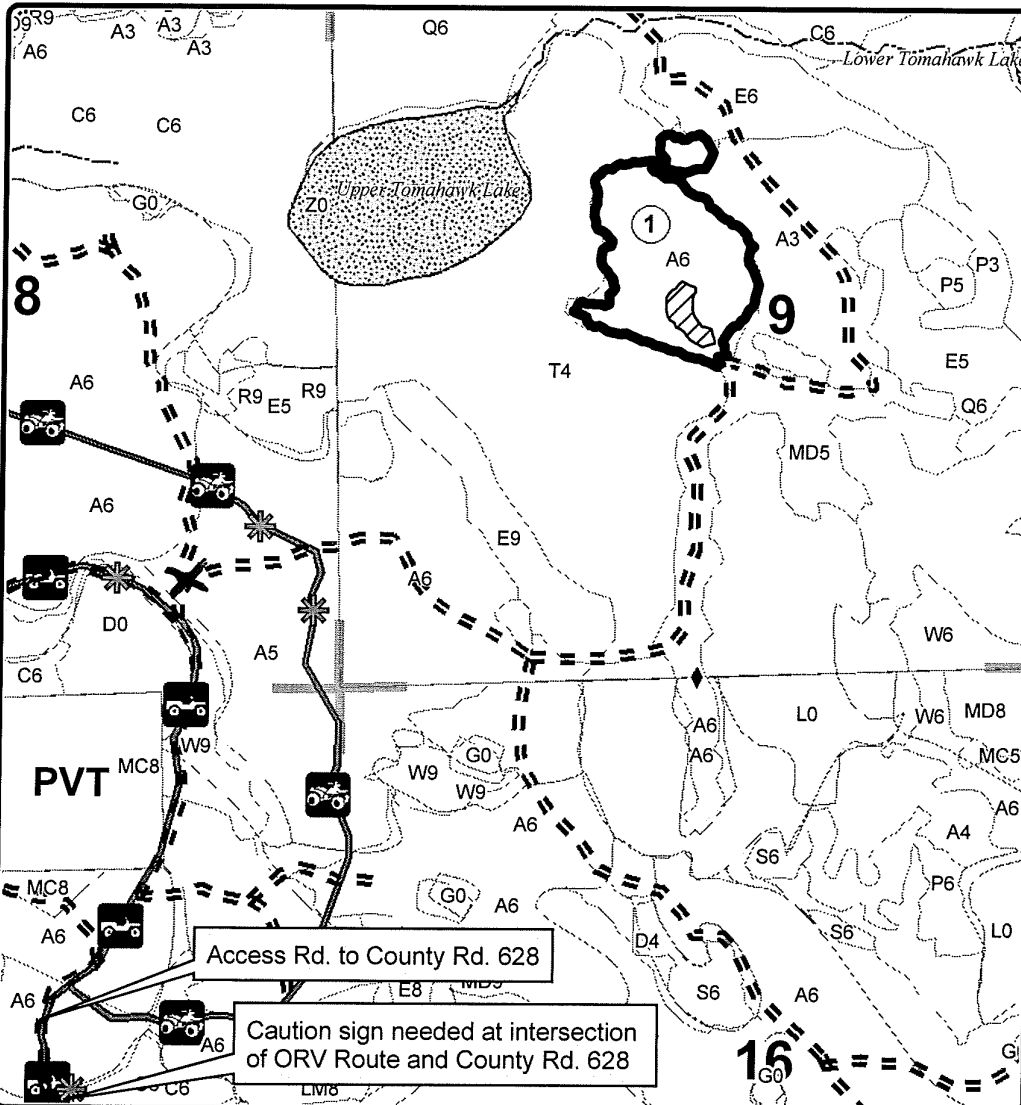 D9
R9
A3
A3
A3
A6
Q6
C6
Lower Tomahawk Lake
C6
C6
E6
G0
Upper Tomahawk Lake
Z0
1
A6
A3
P3
P5
8
9
E5
A6
R9
E5
R9
T4
Q6
MD5
A6
E9
A6
D0
A5
C6
W6
L0
W6
MD8
A6
A6
MC5
PVT
MC8
W9
G0
W9
W9
A6
A6
A4
S6
P6
MC8
G0
A6
A6
D4
S6
L0
Access Rd. to County Rd. 628
S6
A6
E8
MD9
A6
Caution sign needed at intersection
of ORV Route and County Rd. 628
A6
16
G0
C6
LM8